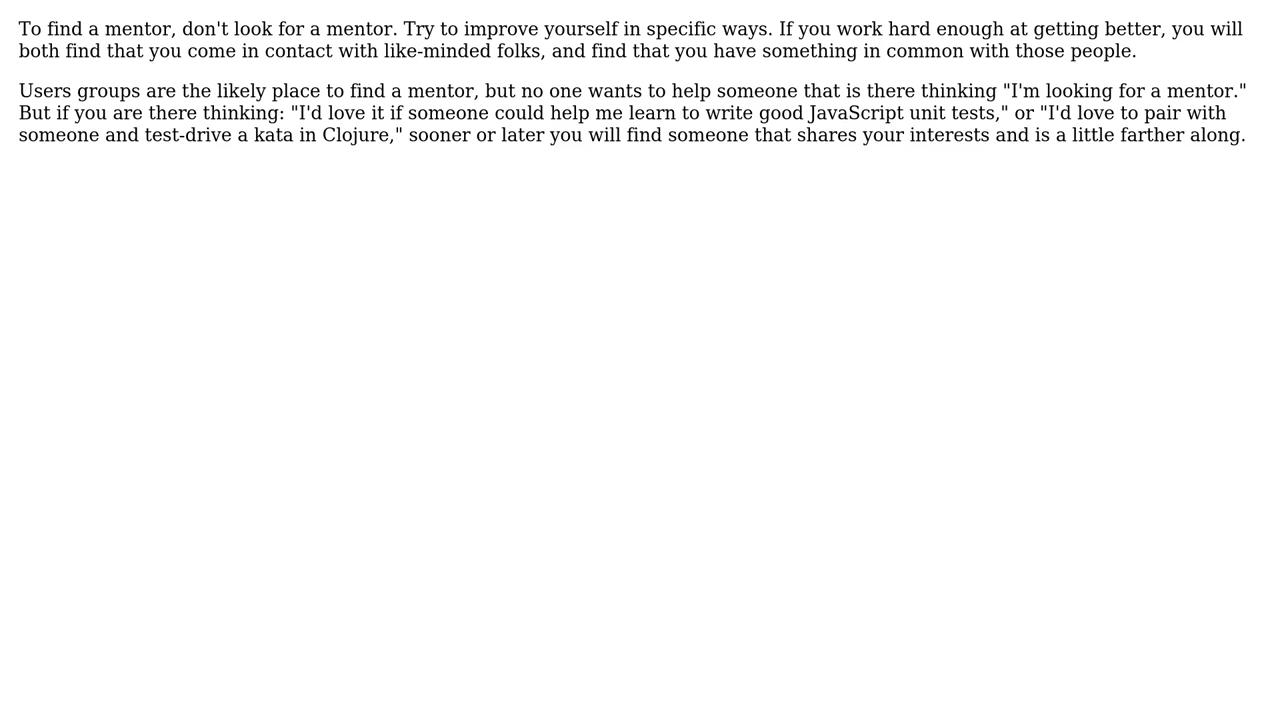 To find a mentor, don't look for a mentor. Try to improve yourself in specific ways. If you work hard enough at getting better, you will
both find that you come in contact with like-minded folks, and find that you have something in common with those people.
Users groups are the likely place to find a mentor, but no one wants to help someone that is there thinking "I'm looking for a mentor."
But if you are there thinking: "I'd love it if someone could help me learn to write good JavaScript unit tests," or "I'd love to pair with
someone and test-drive a kata in Clojure," sooner or later you will find someone that shares your interests and is a little farther along.